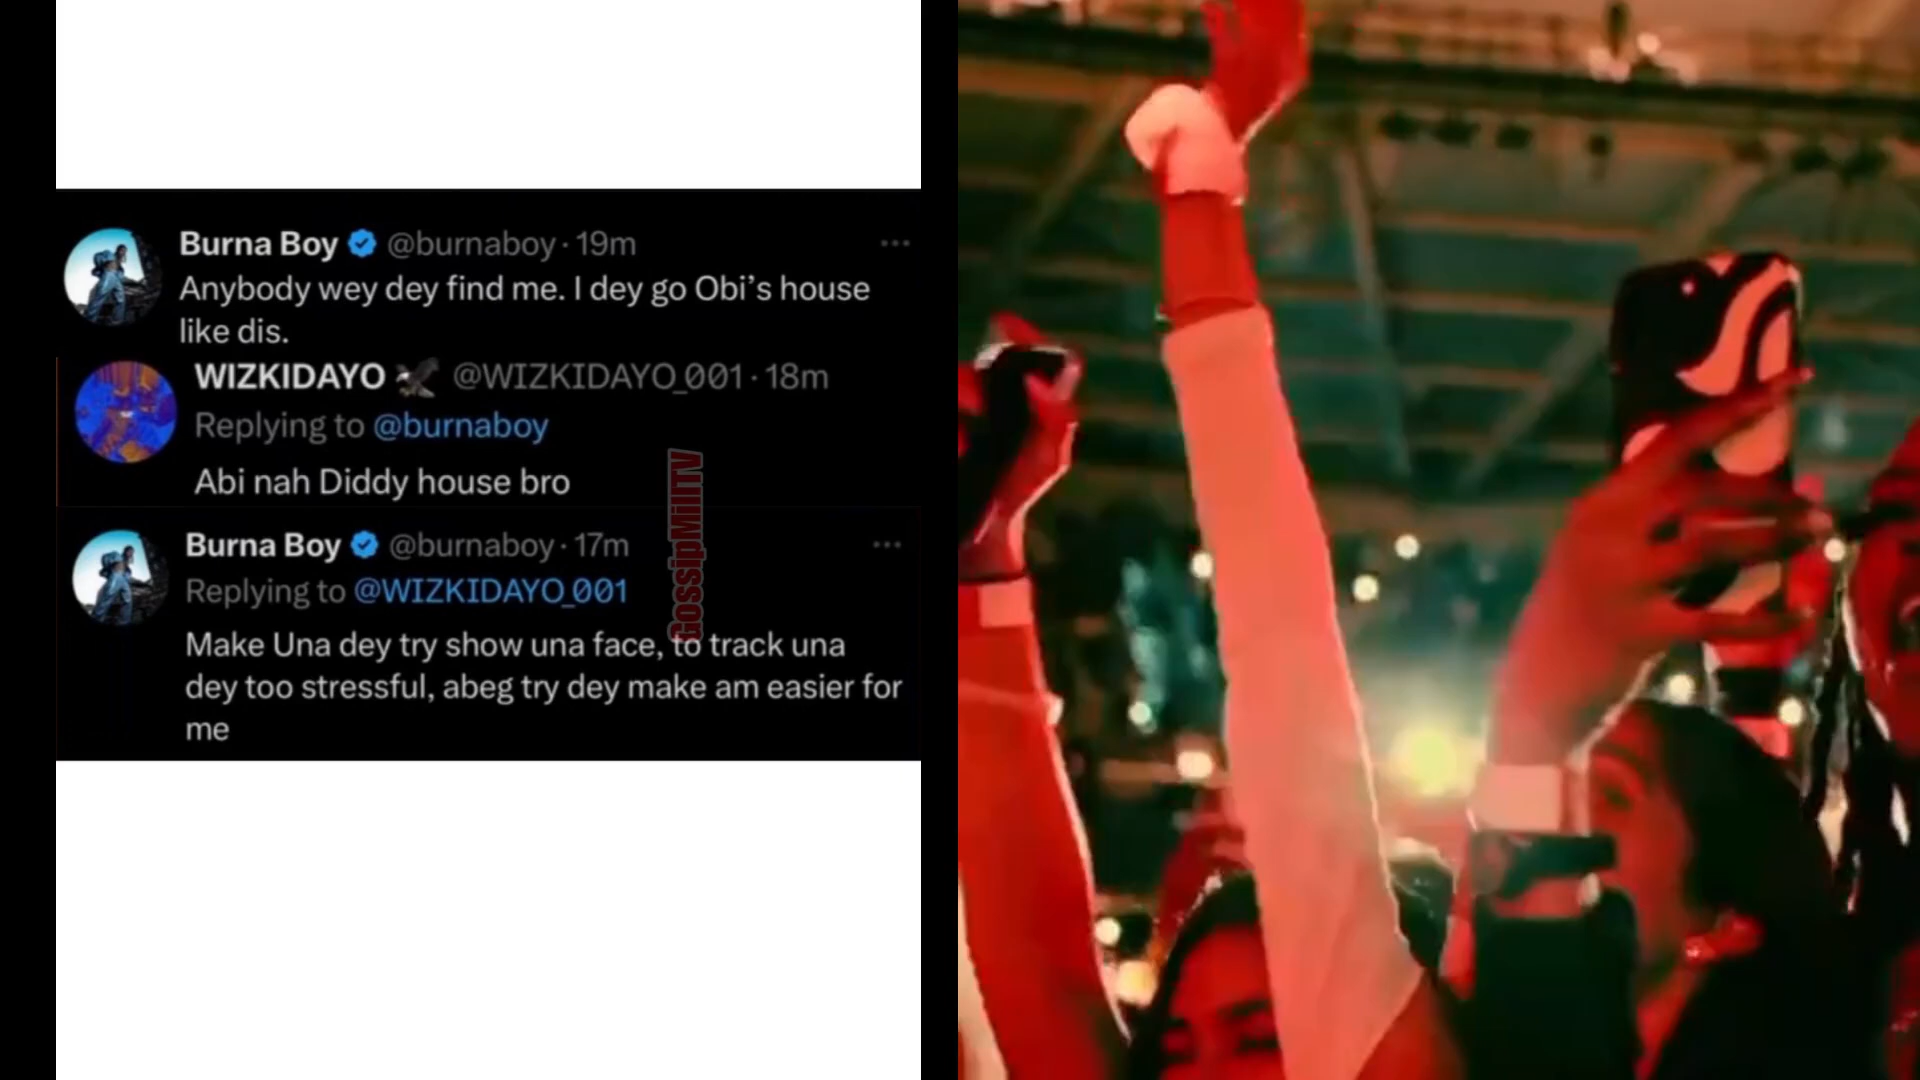 Burna Boy @burnaboy · 19m
Anybody wey dey find me. I dey go Obi's house
like dis.
WIZKIDAYO @WIZKIDAYO_001 · 18m
Replying to @burnaboy
Abi nah Diddy house bro
Burna Boy @burnaboy · 17m
Replying to @WIZKIDAYO_001
Make Una dey try show una face, to track una
dey too stressful, abeg try dey make am easier for
me
GossipMillTV